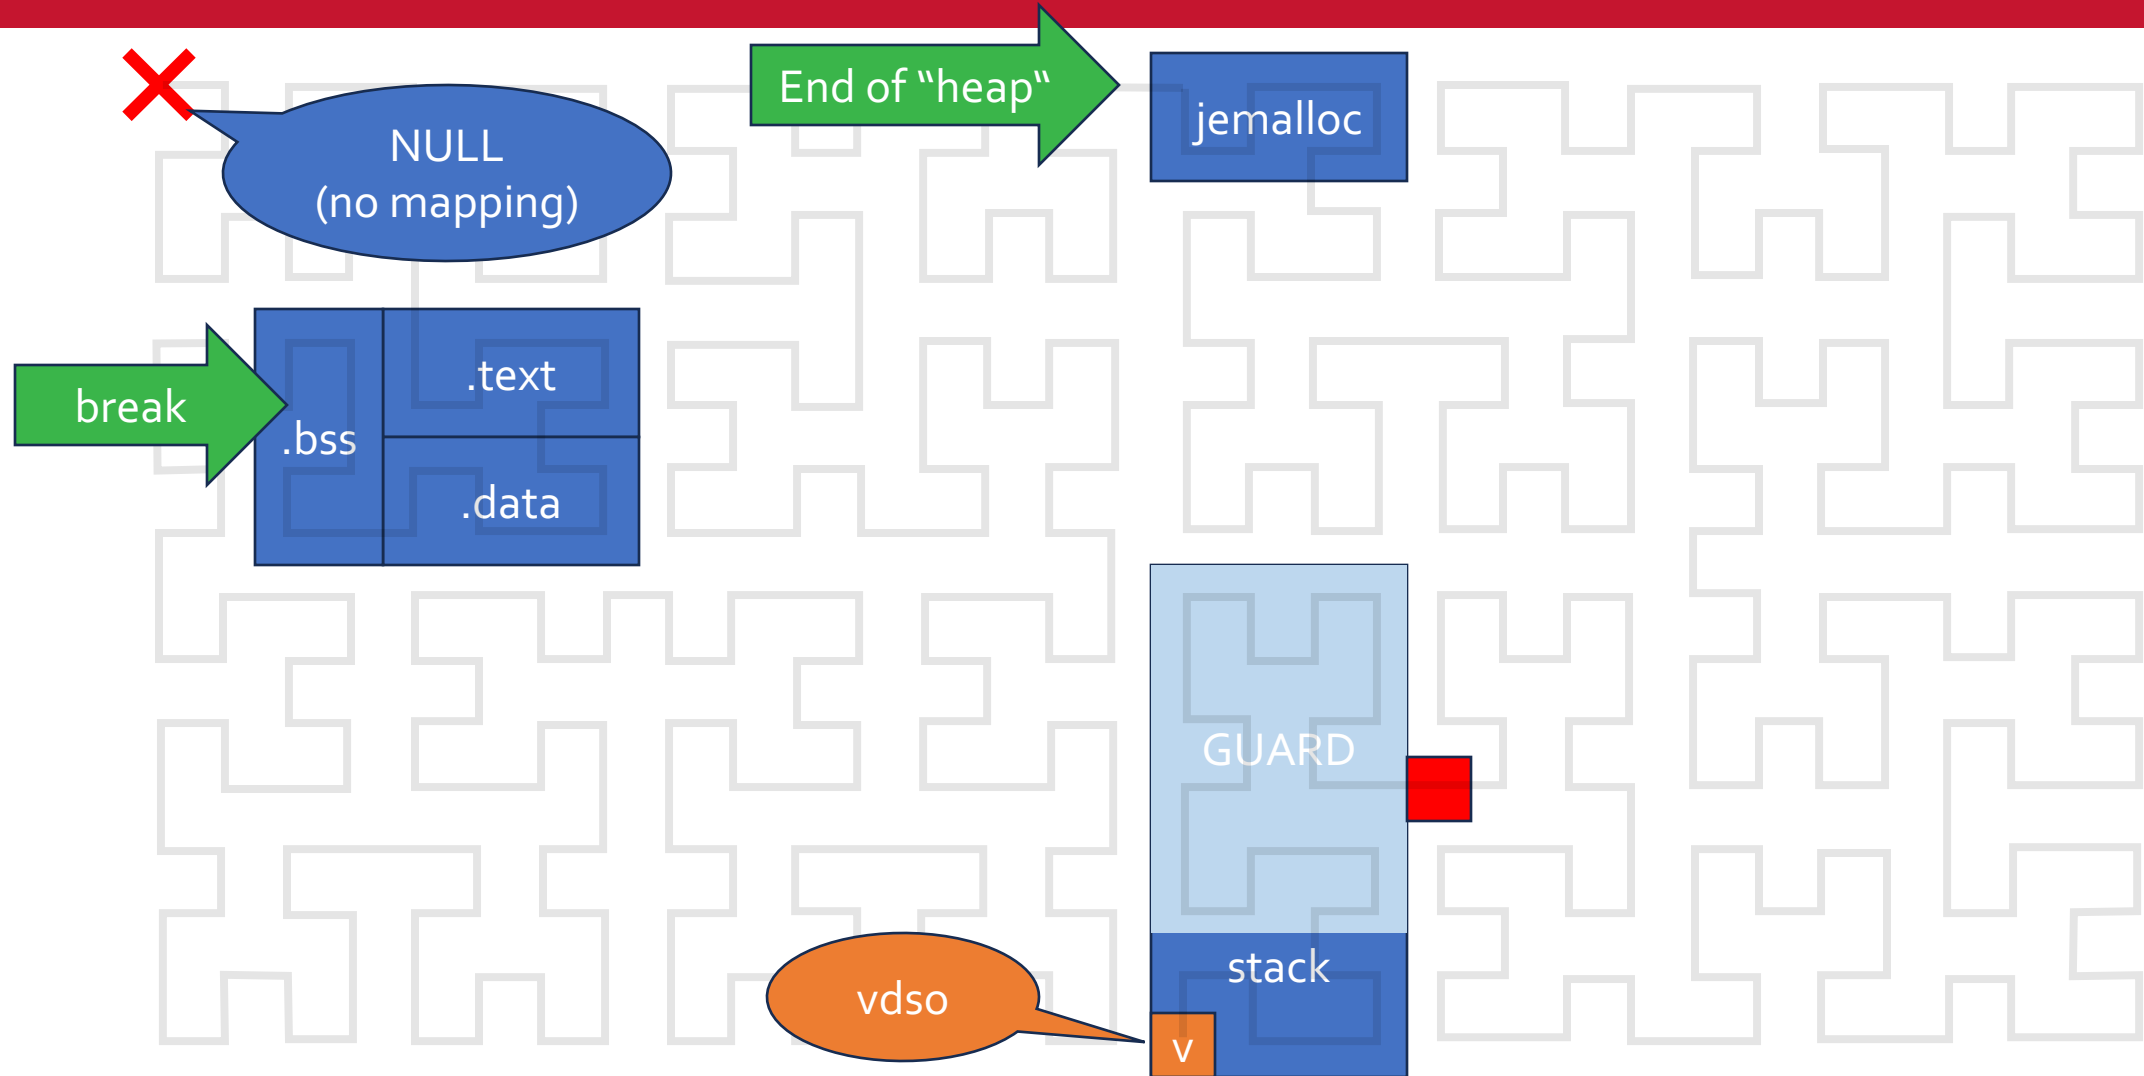 End of “heap“
jemalloc
NULL
(no mapping)
.text
break
.bss
.data
GUARD
stack
vdso
v